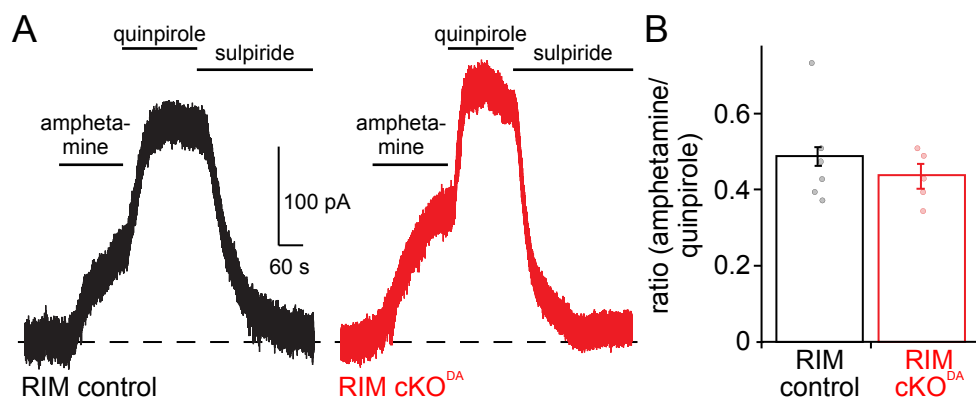 A
quinpirole
sulpiride
ampheta-
mine
100 pA
60 s
RIM control
quinpirole
sulpiride
ampheta-
mine
RIM cKO^DA
B
ratio (amphetamine/
quinpirole)
0.6
0.4
0.2
0
RIM
control
RIM
cKO^DA